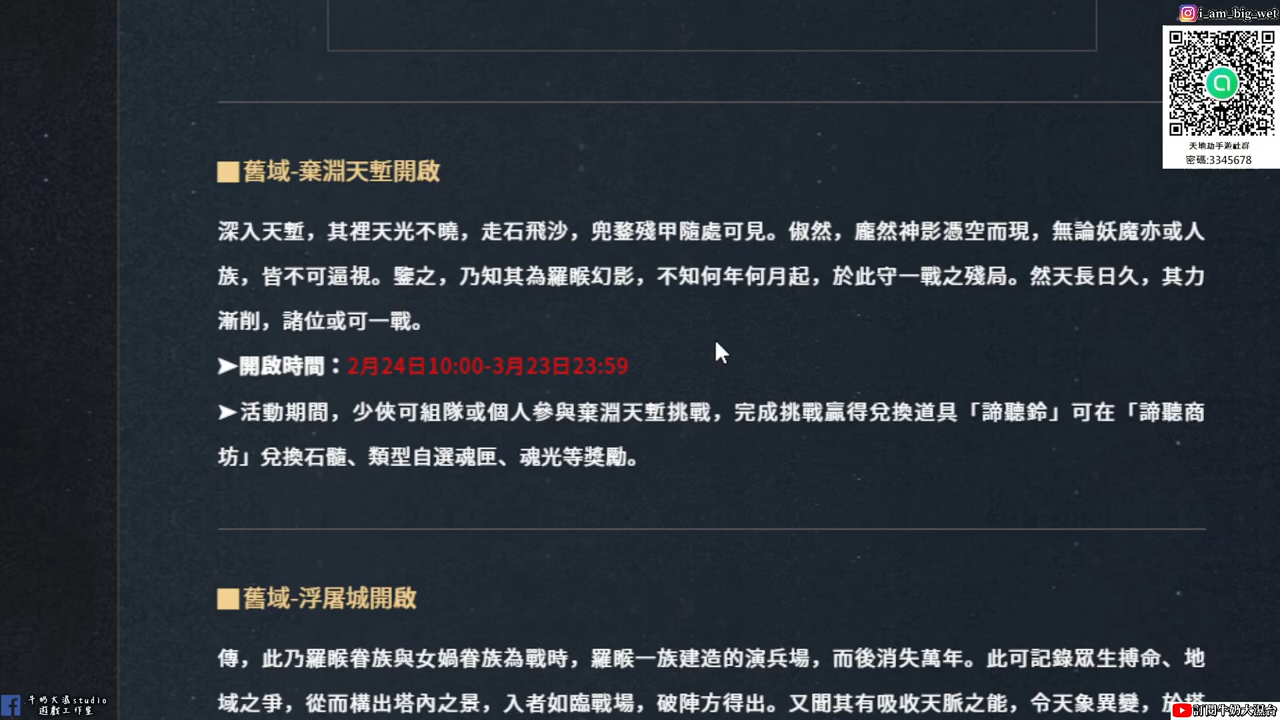 i_am_big_wet
天地劫手遊社群
密碼:3345678
■舊域-棄淵天塹開啟
深入天塹，其裡天光不曉，走石飛沙，兜鍪殘甲隨處可見。俶然，龐然神影憑空而現，無論妖魔亦或人
族，皆不可逼視。鑒之，乃知其為羅睺幻影，不知何年何月起，於此守一戰之殘局。然天長日久，其力
漸削，諸位或可一戰。
➤開啟時間：2月24日10:00-3月23日23:59
➤活動期間，少俠可組隊或個人參與棄淵天塹挑戰，完成挑戰贏得兌換道具「諦聽鈴」可在「諦聽商
坊」兌換石髓、類型自選魂匣、魂光等獎勵。
■舊域-浮屠城開啟
傳，此乃羅睺眷族與女媧眷族為戰時，羅睺一族建造的演兵場，而後消失萬年。此可記錄眾生搏命、地
域之爭，從而構出塔內之景，入者如臨戰場，破陣方得出。又聞其有吸收天脈之能，令天象異變，於塔
牛奶大濕studio
遊戲工作室
訂閱牛奶大濕台